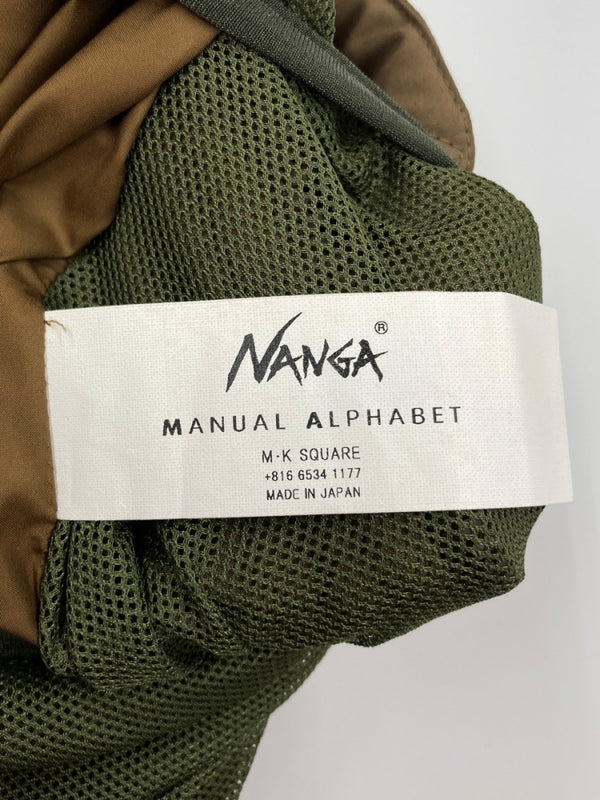 NANGA®
MANUAL ALPHABET
M·K SQUARE
+816 6534 1177
MADE IN JAPAN